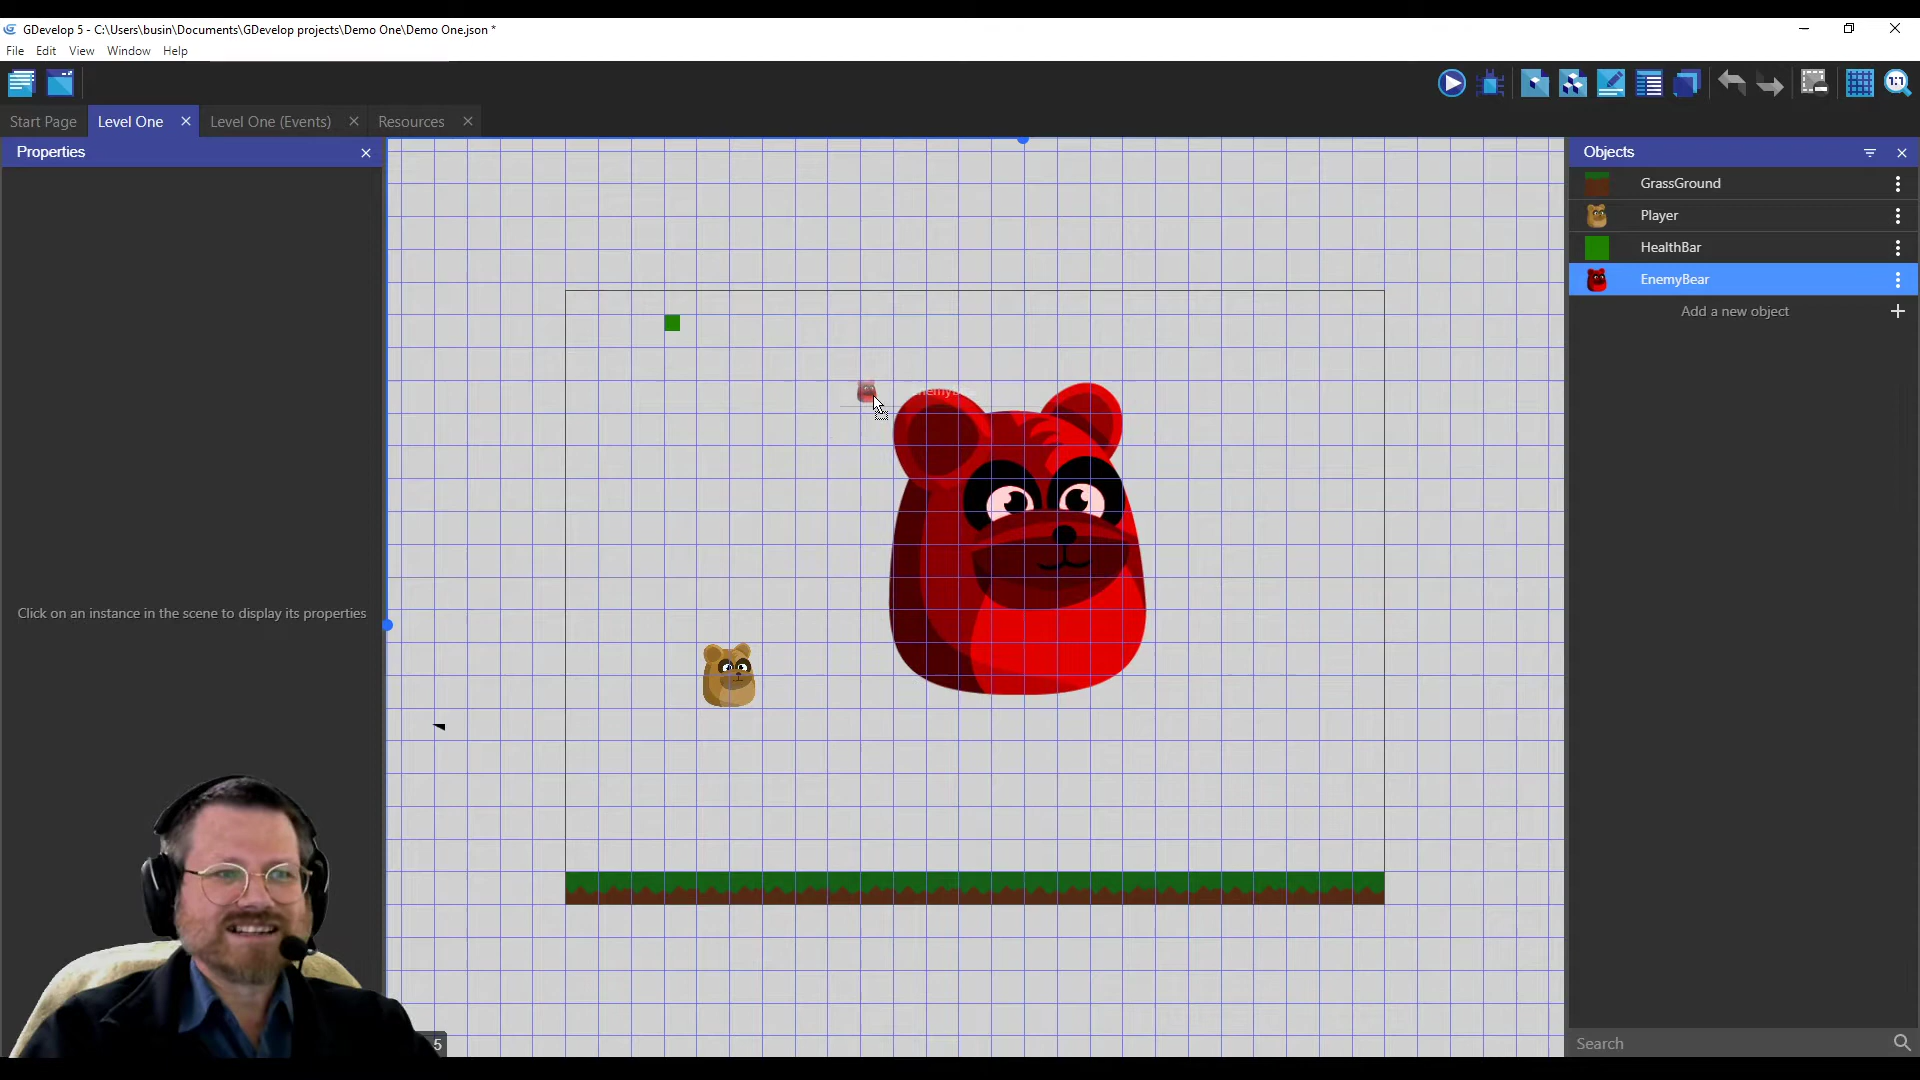 GDevelop 5 - C:\Users\busin\Documents\GDevelop projects\Demo One\Demo One.json *
File Edit View Window Help
1:1
Start Page Level One Level One (Events) Resources
Properties
Objects
GrassGround
Player
HealthBar
EnemyBear
Add a new object
Click on an instance in the scene to display its properties
5
Search